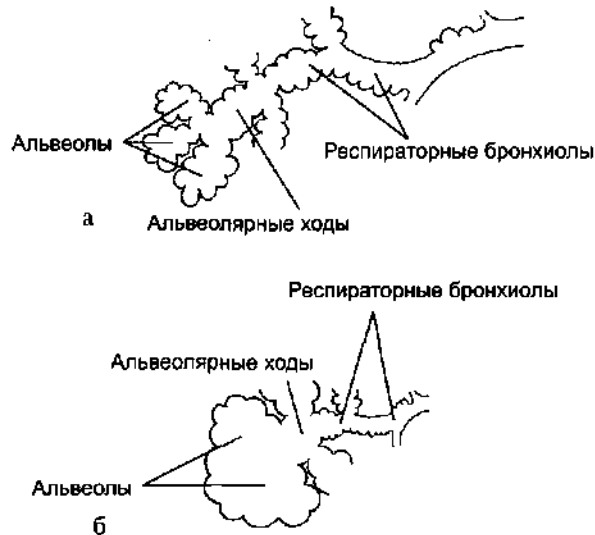 Альвеолы
Респираторные бронхиолы
а
Альвеолярные ходы
Респираторные бронхиолы
Альвеолярные ходы
Альвеолы
б